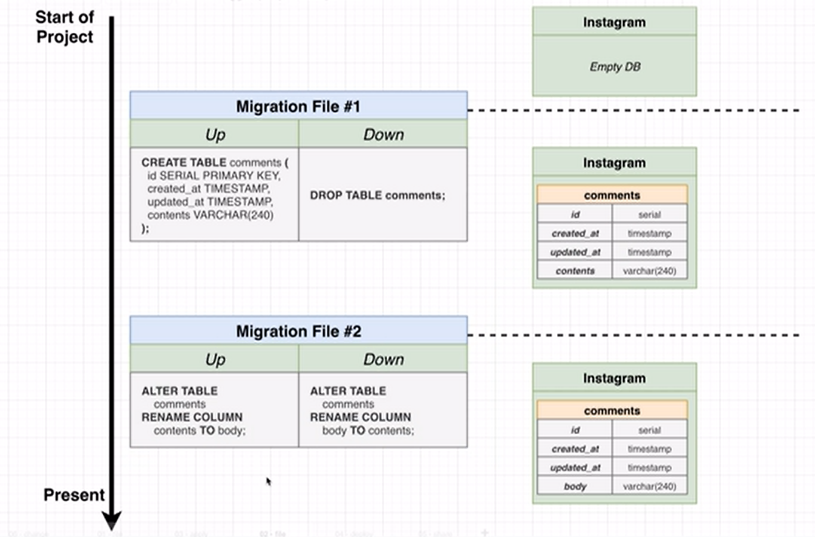 Start of
Project
Instagram
Empty DB
Migration File #1
Up
Down
CREATE TABLE comments (
id SERIAL PRIMARY KEY,
created_at TIMESTAMP,
updated_at TIMESTAMP,
contents VARCHAR(240)
);
DROP TABLE comments;
Instagram
comments
id serial
created_at timestamp
updated_at timestamp
contents varchar(240)
Migration File #2
Up
Down
ALTER TABLE
comments
RENAME COLUMN
contents TO body;
ALTER TABLE
comments
RENAME COLUMN
body TO contents;
Instagram
comments
id serial
created_at timestamp
updated_at timestamp
body varchar(240)
Present